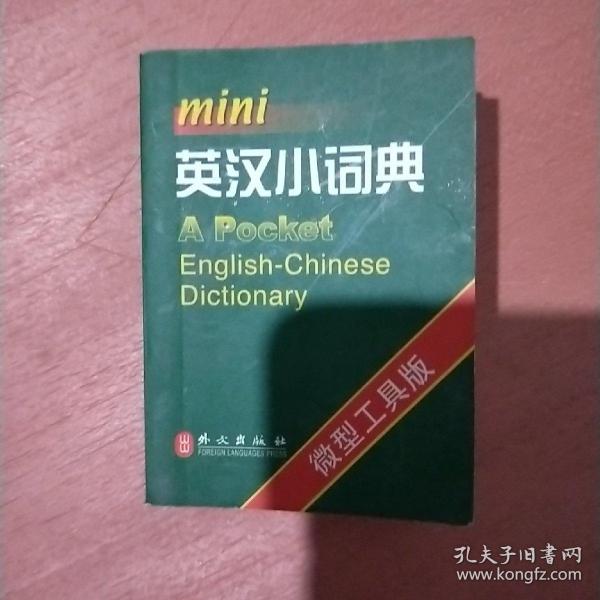 mini
英汉小词典
A Pocket
English-Chinese
Dictionary
微型工具版
外文出版社
FOREIGN LANGUAGES PRESS
孔夫子旧书网
www.kongfz.com